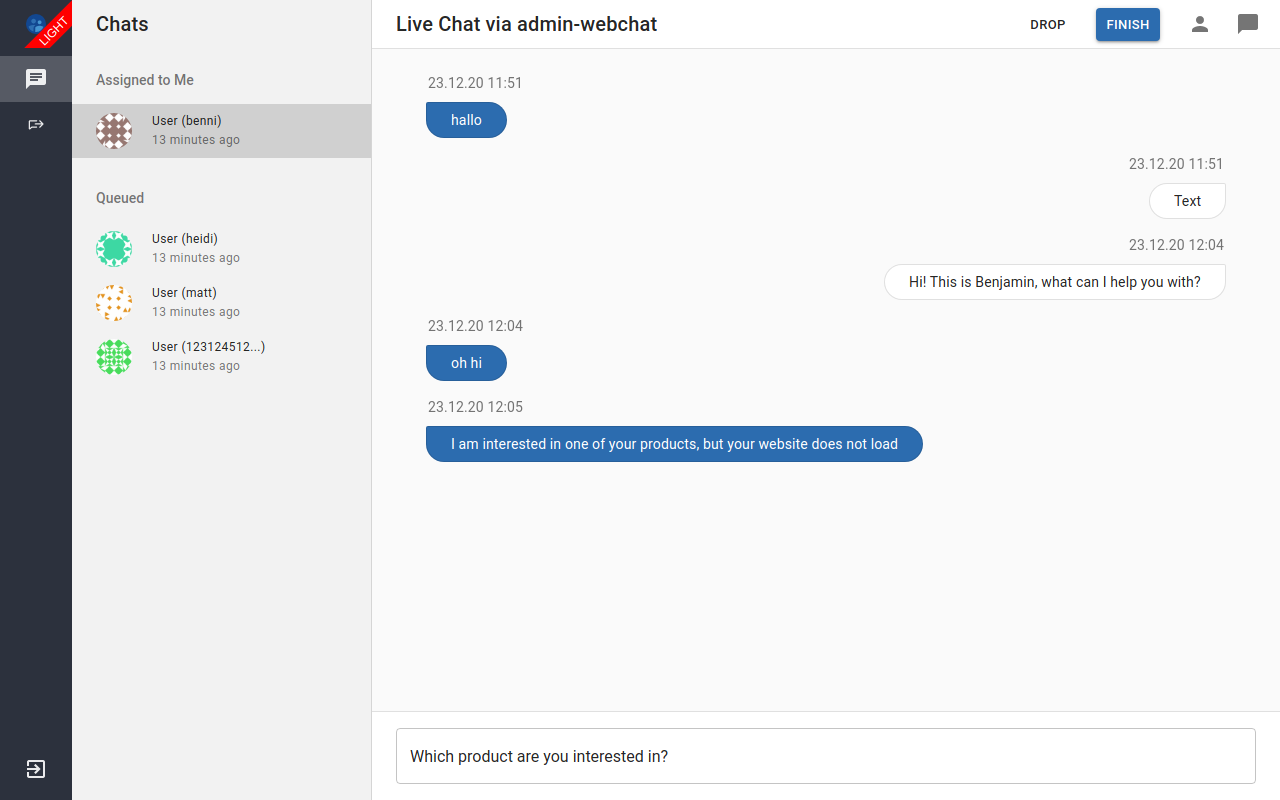 LIGHT
Chats
Assigned to Me
User (benni)
13 minutes ago
Queued
User (heidi)
13 minutes ago
User (matt)
13 minutes ago
User (123124512...)
13 minutes ago
Live Chat via admin-webchat
DROP
FINISH
23.12.20 11:51
hallo
23.12.20 11:51
Text
23.12.20 12:04
Hi! This is Benjamin, what can I help you with?
23.12.20 12:04
oh hi
23.12.20 12:05
I am interested in one of your products, but your website does not load
Which product are you interested in?